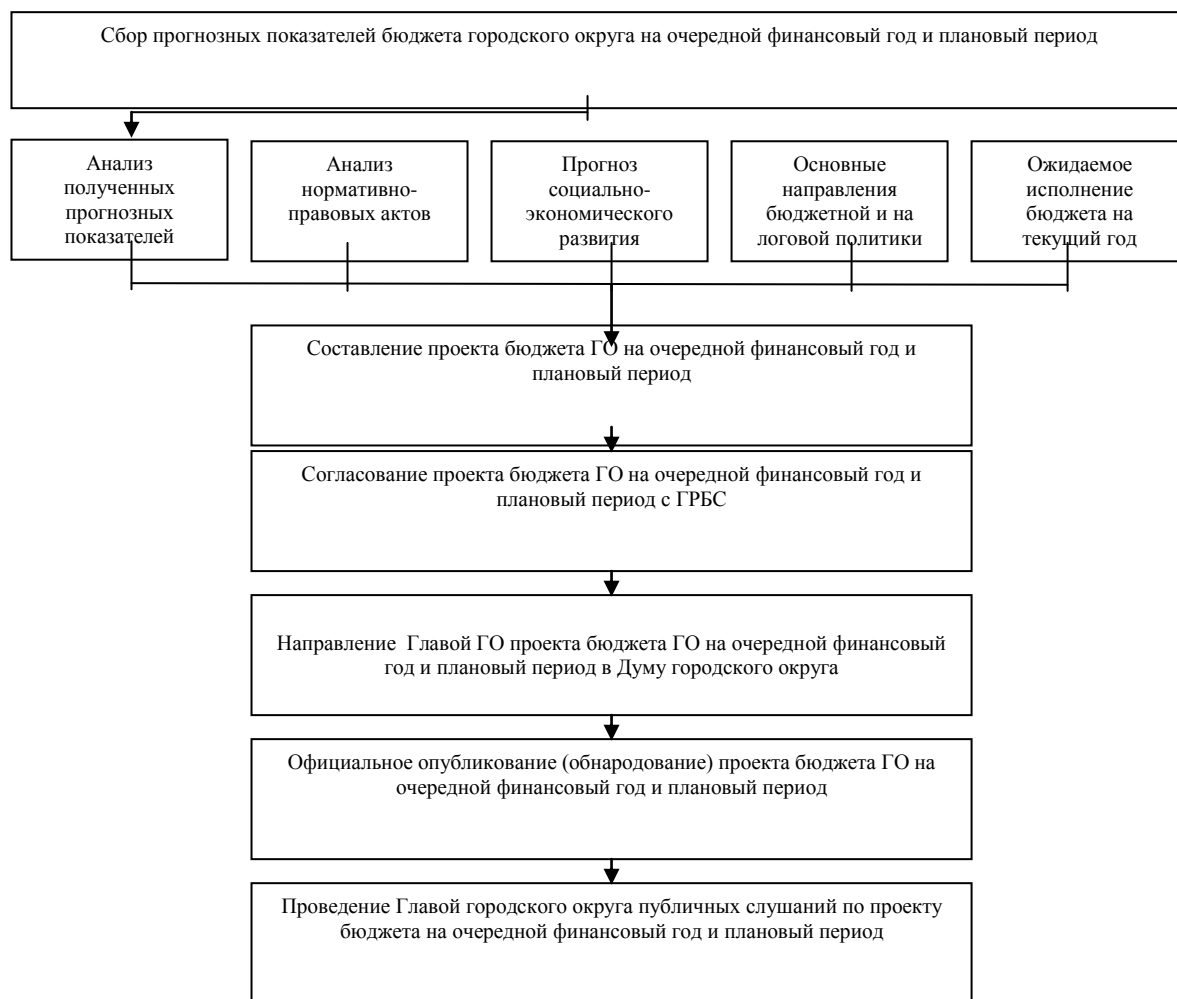 Сбор прогнозных показателей бюджета городского округа на очередной финансовый год и плановый период
Анализ
полученных
прогнозных
показателей
Анализ
нормативно-
правовых актов
Прогноз
социально-
экономического
развития
Основные
направления
бюджетной и на
логовой политики
Ожидаемое
исполнение
бюджета на
текущий год
Составление проекта бюджета ГО на очередной финансовый год и
плановый период
Согласование проекта бюджета ГО на очередной финансовый год и
плановый период с ГРБС
Направление Главой ГО проекта бюджета ГО на очередной финансовый
год и плановый период в Думу городского округа
Официальное опубликование (обнародование) проекта бюджета ГО на
очередной финансовый год и плановый период
Проведение Главой городского округа публичных слушаний по проекту
бюджета на очередной финансовый год и плановый период